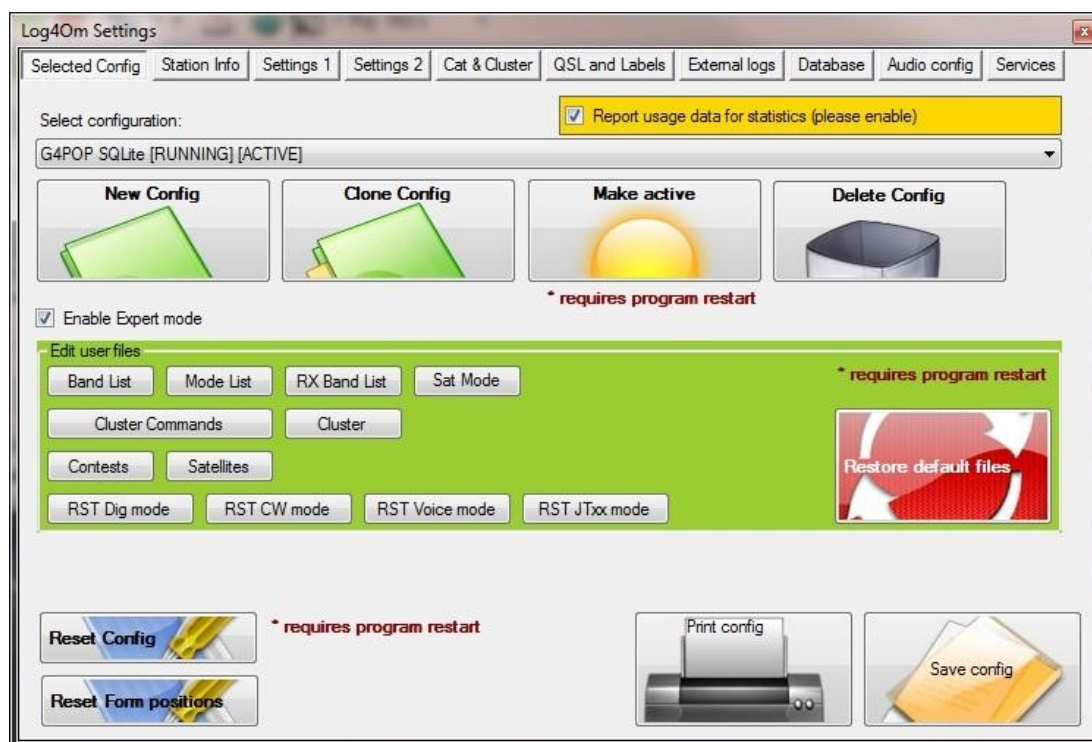 Log4Om Settings
Selected Config Station Info Settings 1 Settings 2 Cat & Cluster QSL and Labels External logs Database Audio config Services
Report usage data for statistics (please enable)
Select configuration:
G4POP SQLite [RUNNING] [ACTIVE]
New Config Clone Config Make active Delete Config
* requires program restart
Enable Expert mode
Edit user files
Band List Mode List RX Band List Sat Mode
* requires program restart
Cluster Commands Cluster
Contests Satellites
Restore default files
RST Dig mode RST CW mode RST Voice mode RST JTxx mode
Reset Config
* requires program restart
Print config
Save config
Reset Form positions